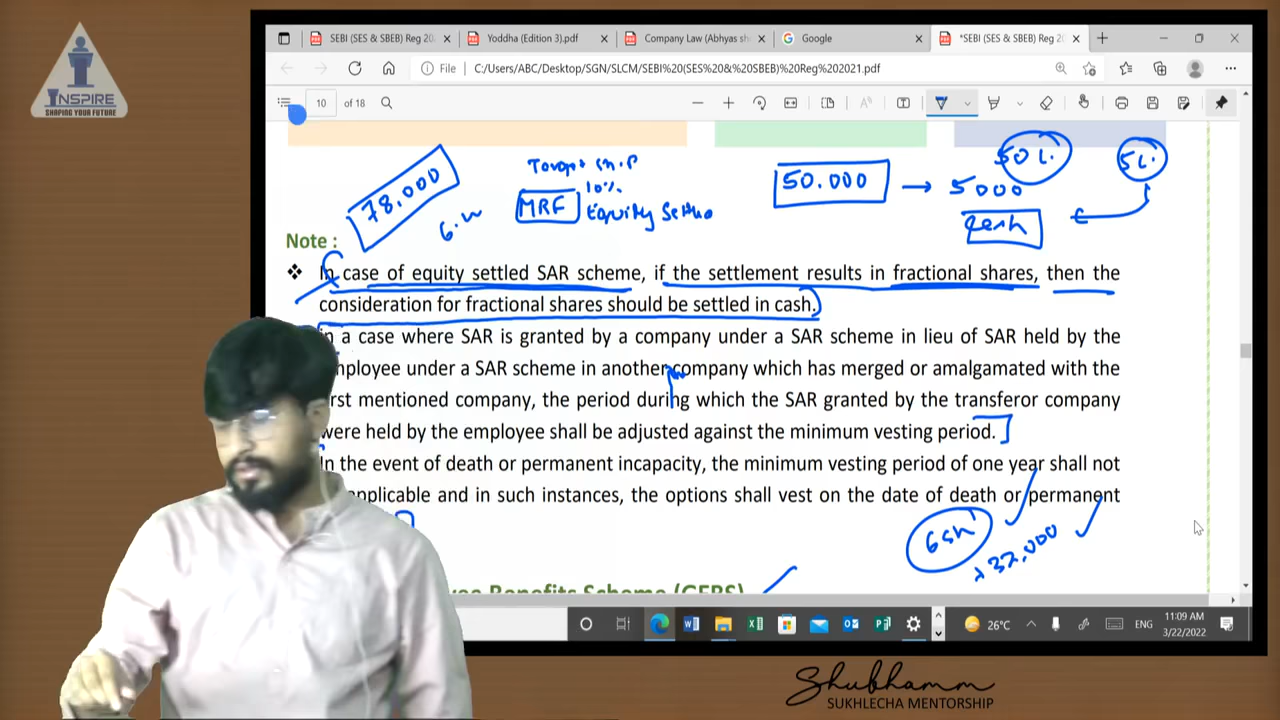 INSPIRE
SHAPING YOUR FUTURE
SEBI (SES & SBEB) Reg 20
Yoddha (Edition 3).pdf
Company Law (Abhyas sh
Google
*SEBI (SES & SBEB) Reg 2
File
C:/Users/ABC/Desktop/SGN/SLCM/SEBI%20(SES%20&%20SBEB)%20Reg%202021.pdf
10 of 18
78,000
MRF
10%
50.000 → 5000
50%
5%
cash
Note :
In case of equity settled SAR scheme, if the settlement results in fractional shares, then the
consideration for fractional shares should be settled in cash.
In a case where SAR is granted by a company under a SAR scheme in lieu of SAR held by the
mployee under a SAR scheme in another company which has merged or amalgamated with the
rst mentioned company, the period during which the SAR granted by the transferor company
were held by the employee shall be adjusted against the minimum vesting period.
In the event of death or permanent incapacity, the minimum vesting period of one year shall not
applicable and in such instances, the options shall vest on the date of death or permanent
32,000
ee Benefits Scheme (GEBS)
26°C
ENG
11:09 AM
3/22/2022
Shubhamm
SUKHLECHA MENTORSHIP